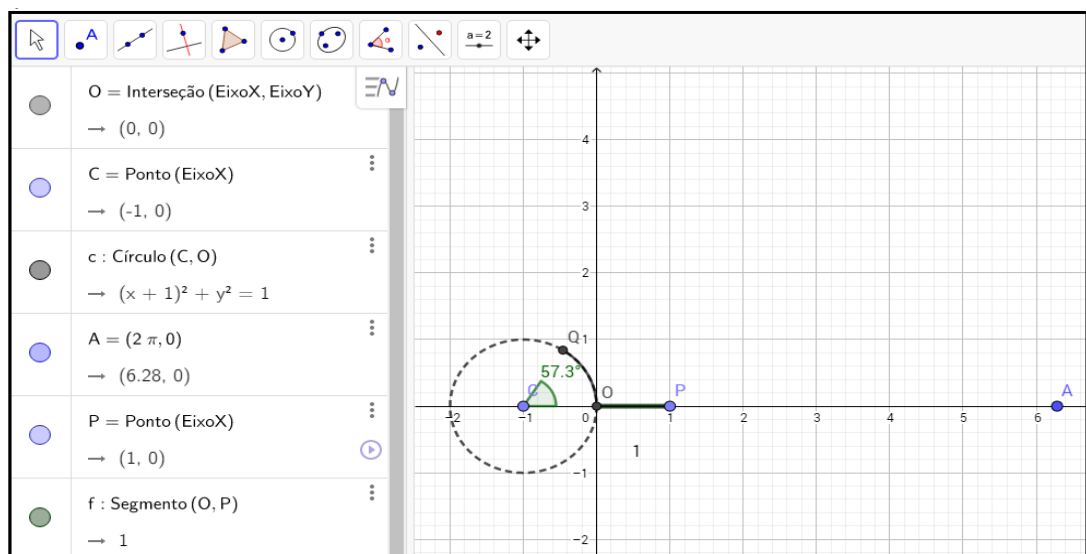 A
a=2
O = Interseção (EixoX, EixoY)
→ (0, 0)
C = Ponto (EixoX)
→ (-1, 0)
c : Círculo (C, O)
→ (x + 1)² + y² = 1
A = (2 π, 0)
→ (6.28, 0)
P = Ponto (EixoX)
→ (1, 0)
f : Segmento (O, P)
→ 1
4
3
2
Q 1
57.3°
C O P A
-2 -1 0 1 2 3 4 5 6
1
-1
-2